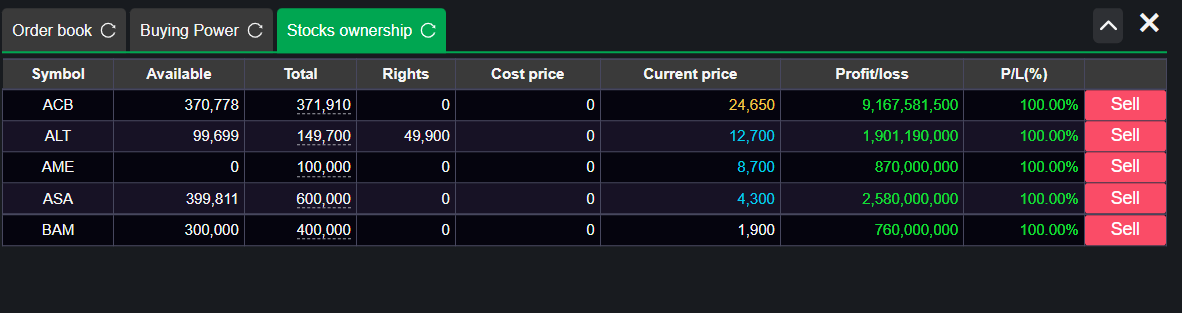 Order book Buying Power Stocks ownership
Symbol Available Total Rights Cost price Current price Profit/loss P/L(%)
ACB 370,778 371,910 0 0 24,650 9,167,581,500 100.00% Sell
ALT 99,699 149,700 49,900 0 12,700 1,901,190,000 100.00% Sell
AME 0 100,000 0 0 8,700 870,000,000 100.00% Sell
ASA 399,811 600,000 0 0 4,300 2,580,000,000 100.00% Sell
BAM 300,000 400,000 0 0 1,900 760,000,000 100.00% Sell